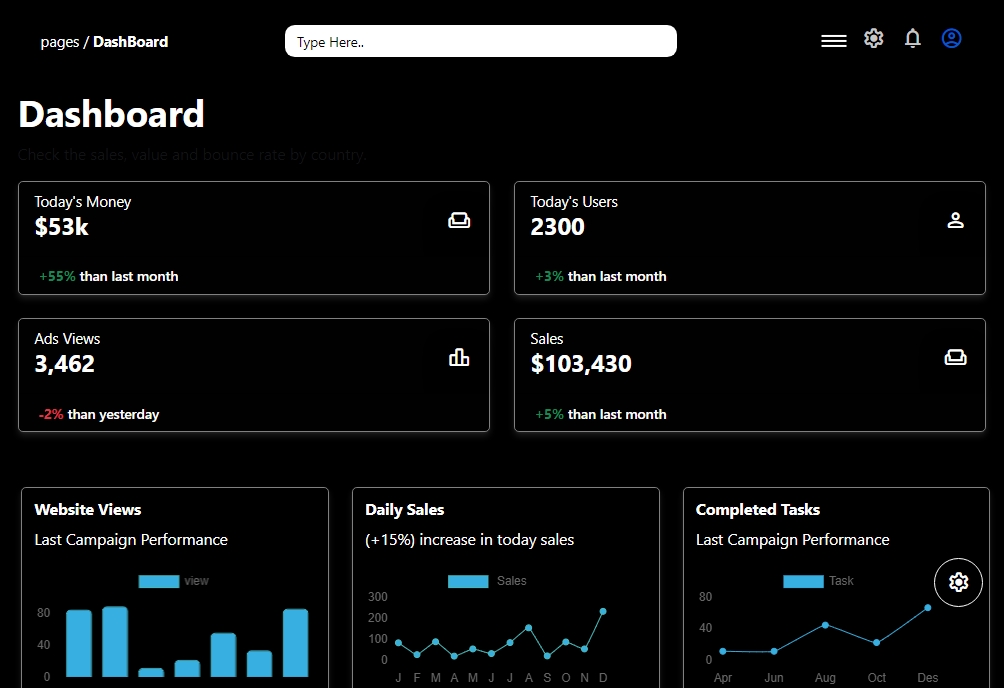 pages / DashBoard
Type Here..
Dashboard
Check the sales, value and bounce rate by country.
Today's Money
$53k
+55% than last month
Today's Users
2300
+3% than last month
Ads Views
3,462
-2% than yesterday
Sales
$103,430
+5% than last month
Website Views
Last Campaign Performance
view
80
40
0
Daily Sales
(+15%) increase in today sales
Sales
300
200
100
0
J F M A M J J A S O N D
Completed Tasks
Last Campaign Performance
Task
80
40
0
Apr Jun Aug Oct Des